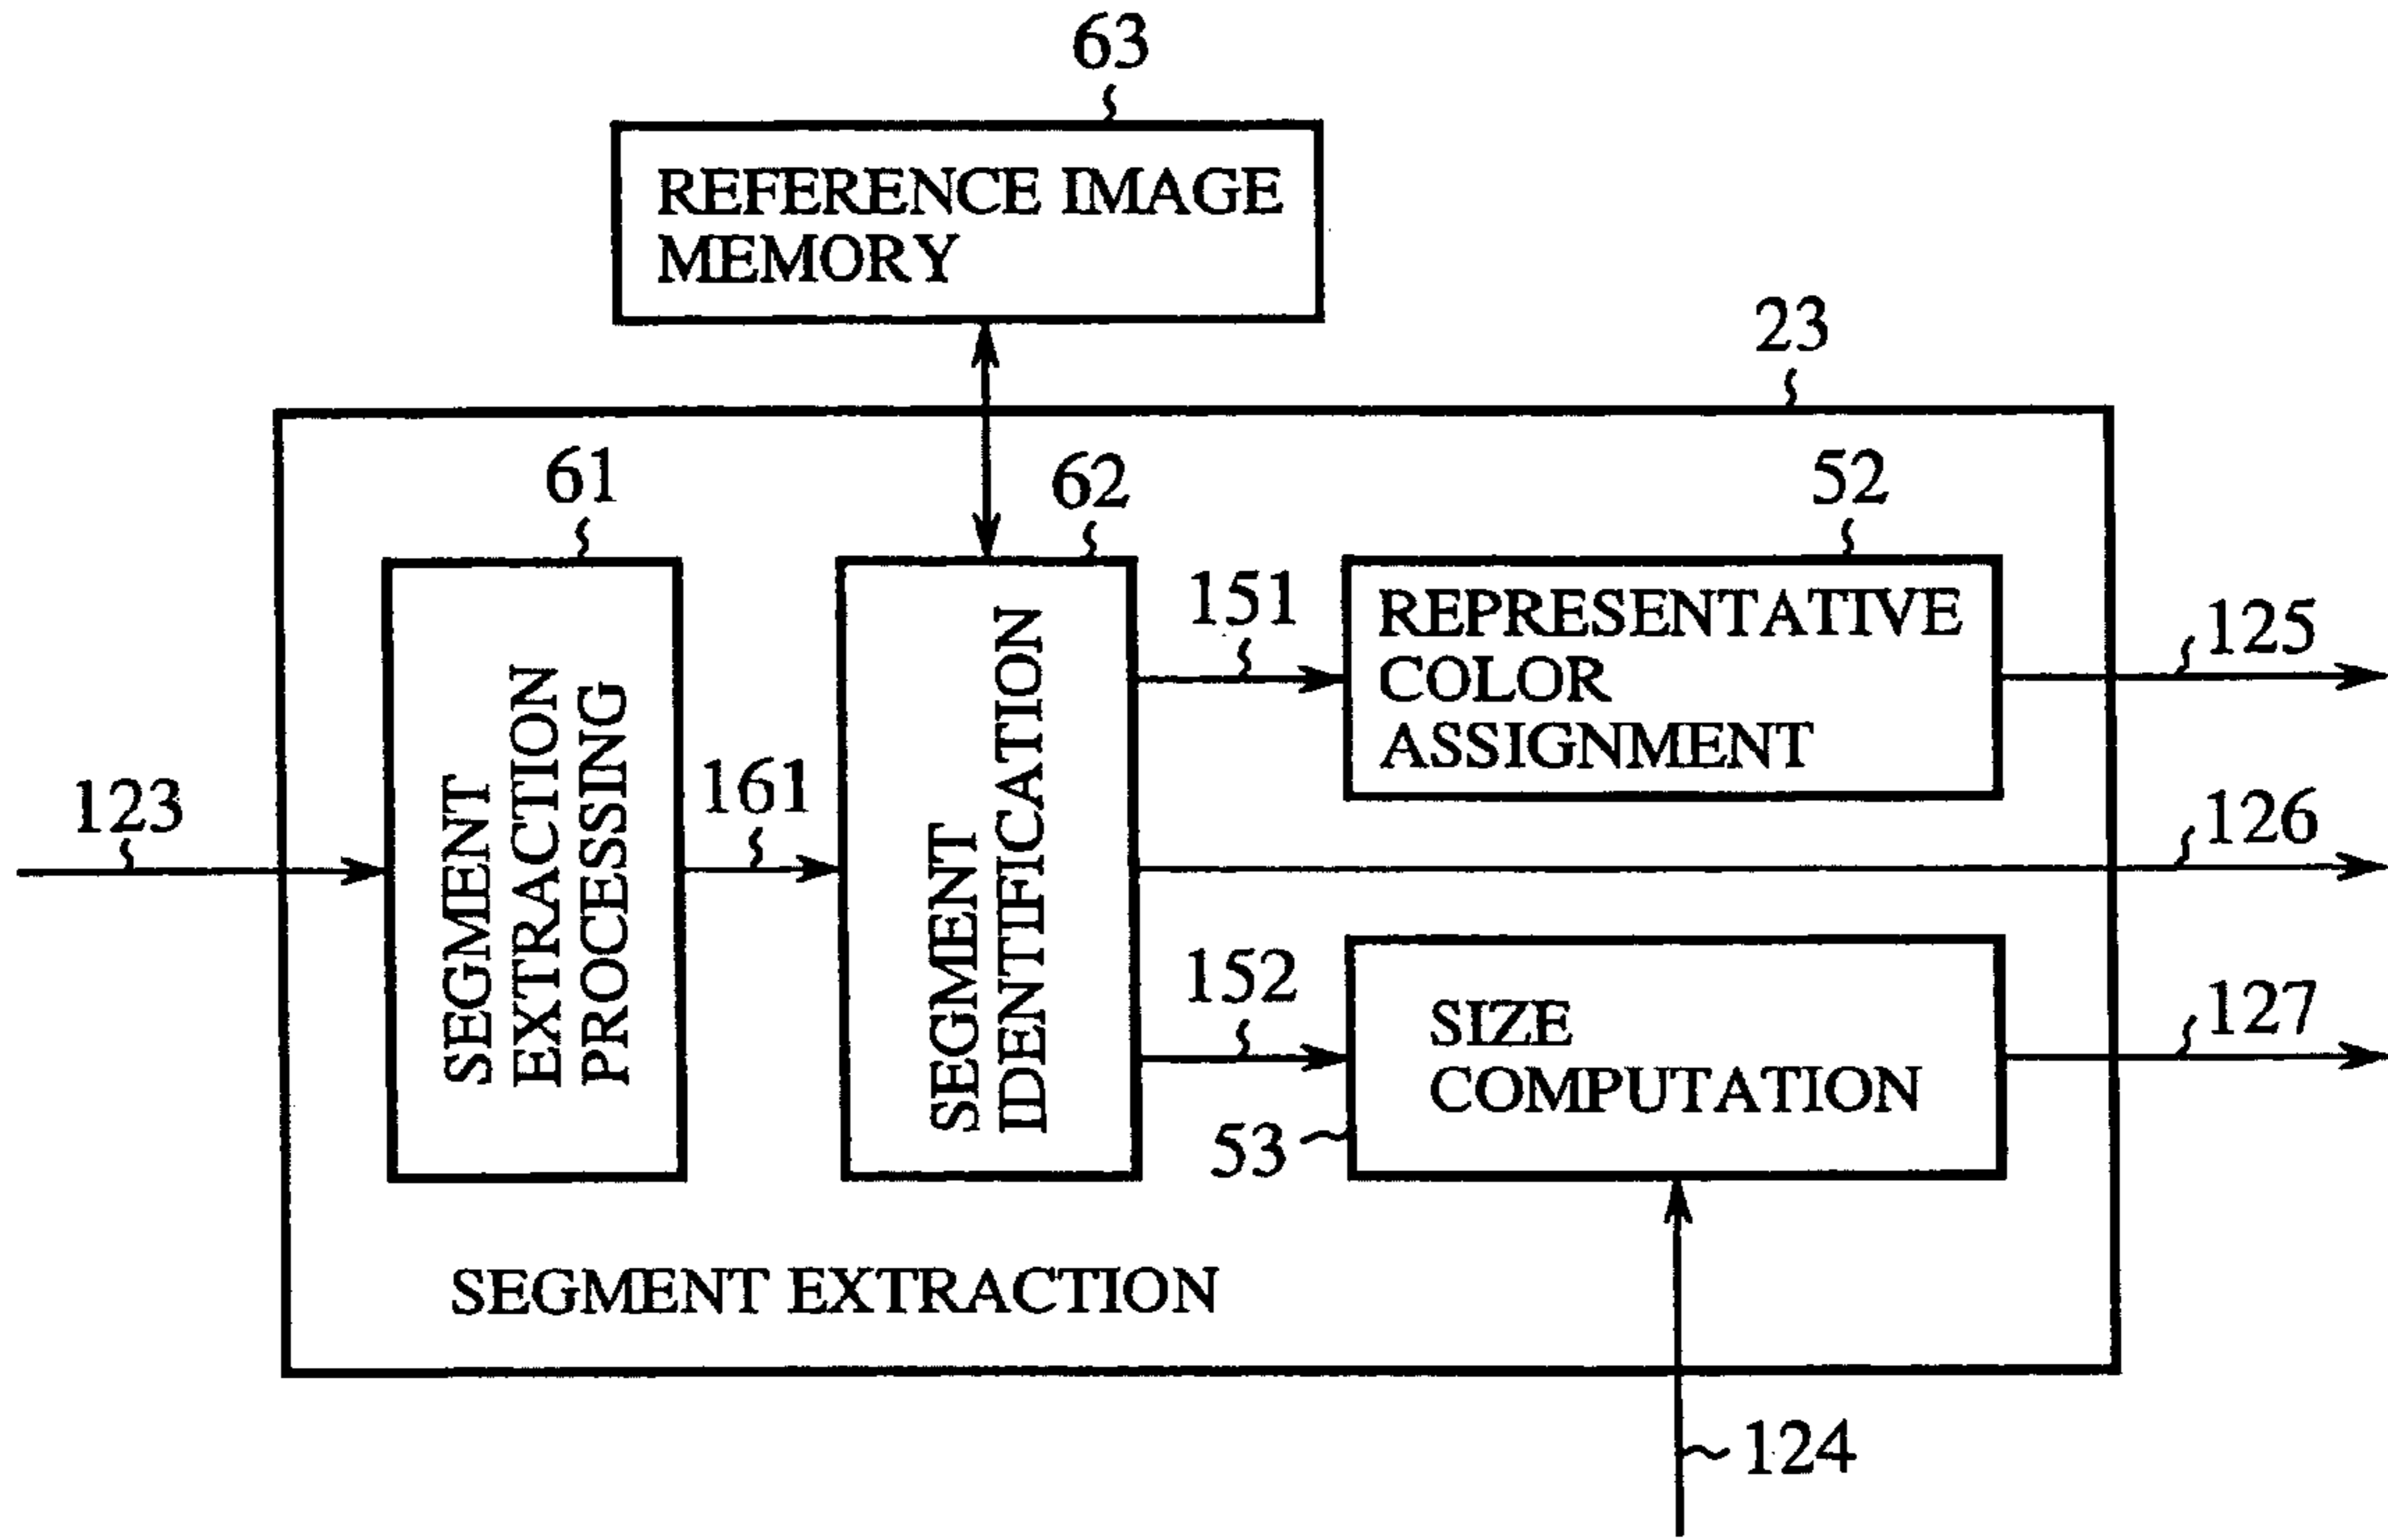 63
REFERENCE IMAGE
MEMORY
23
61
62
52
151
REPRESENTATIVE
COLOR
ASSIGNMENT
125
123
SEGMENT
EXTRACTION
PROCESSING
161
SEGMENT
IDENTIFICATION
126
152
SIZE
COMPUTATION
127
53
SEGMENT EXTRACTION
124